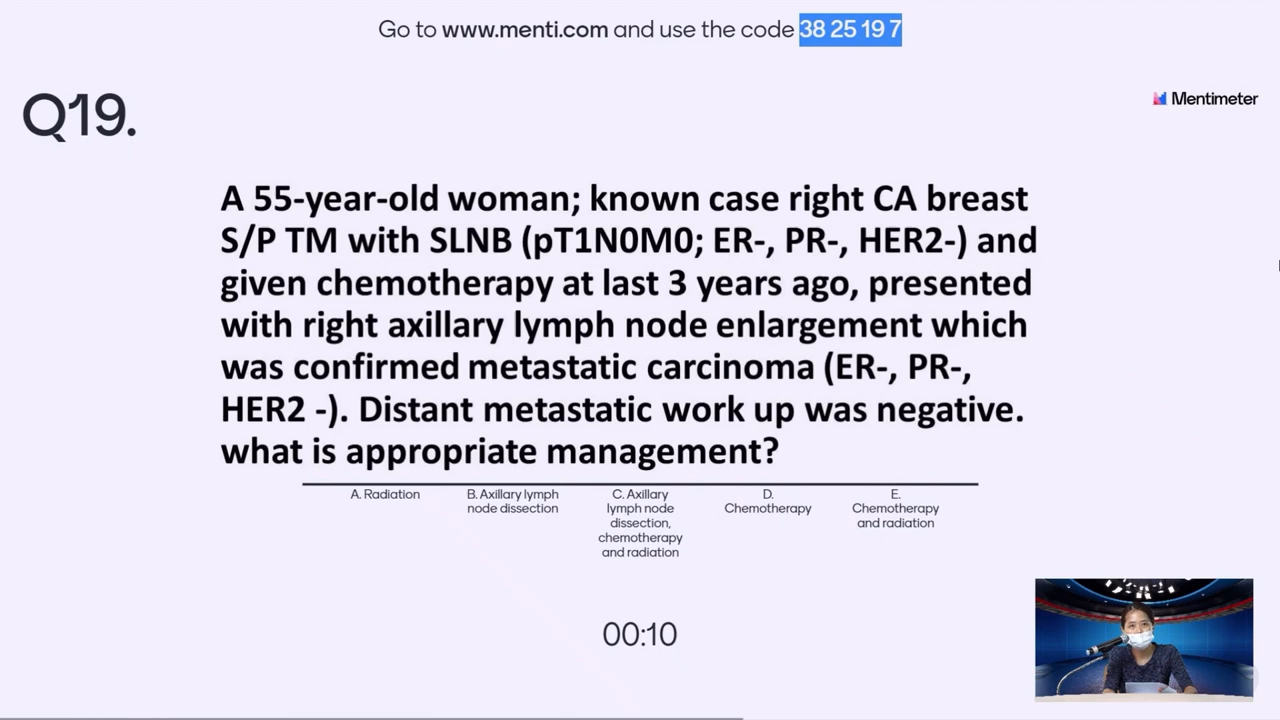 Go to www.menti.com and use the code 38 25 19 7
Q19.
Mentimeter
A 55-year-old woman; known case right CA breast
S/P TM with SLNB (pT1N0M0; ER-, PR-, HER2-) and
given chemotherapy at last 3 years ago, presented
with right axillary lymph node enlargement which
was confirmed metastatic carcinoma (ER-, PR-,
HER2 -). Distant metastatic work up was negative.
what is appropriate management?
A. Radiation
B. Axillary lymph
node dissection
C. Axillary
lymph node
dissection,
chemotherapy
and radiation
D.
Chemotherapy
E.
Chemotherapy
and radiation
00:10